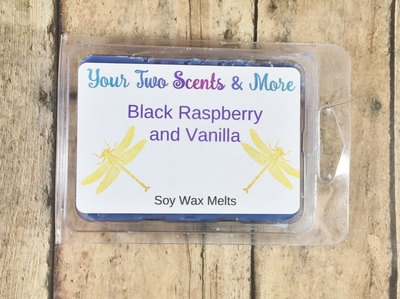 Your Two Scents & More
Black Raspberry
and Vanilla
Soy Wax Melts